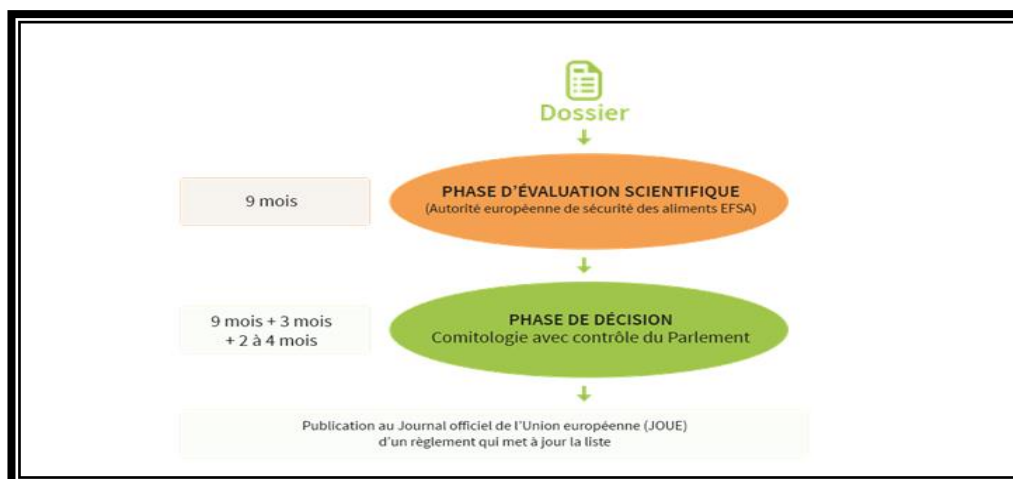 Dossier
9 mois
PHASE D'ÉVALUATION SCIENTIFIQUE
(Autorité européenne de sécurité des aliments EFSA)
9 mois + 3 mois
+ 2 à 4 mois
PHASE DE DÉCISION
Comitologie avec contrôle du Parlement
Publication au Journal officiel de l'Union européenne (JOUE)
d'un règlement qui met à jour la liste